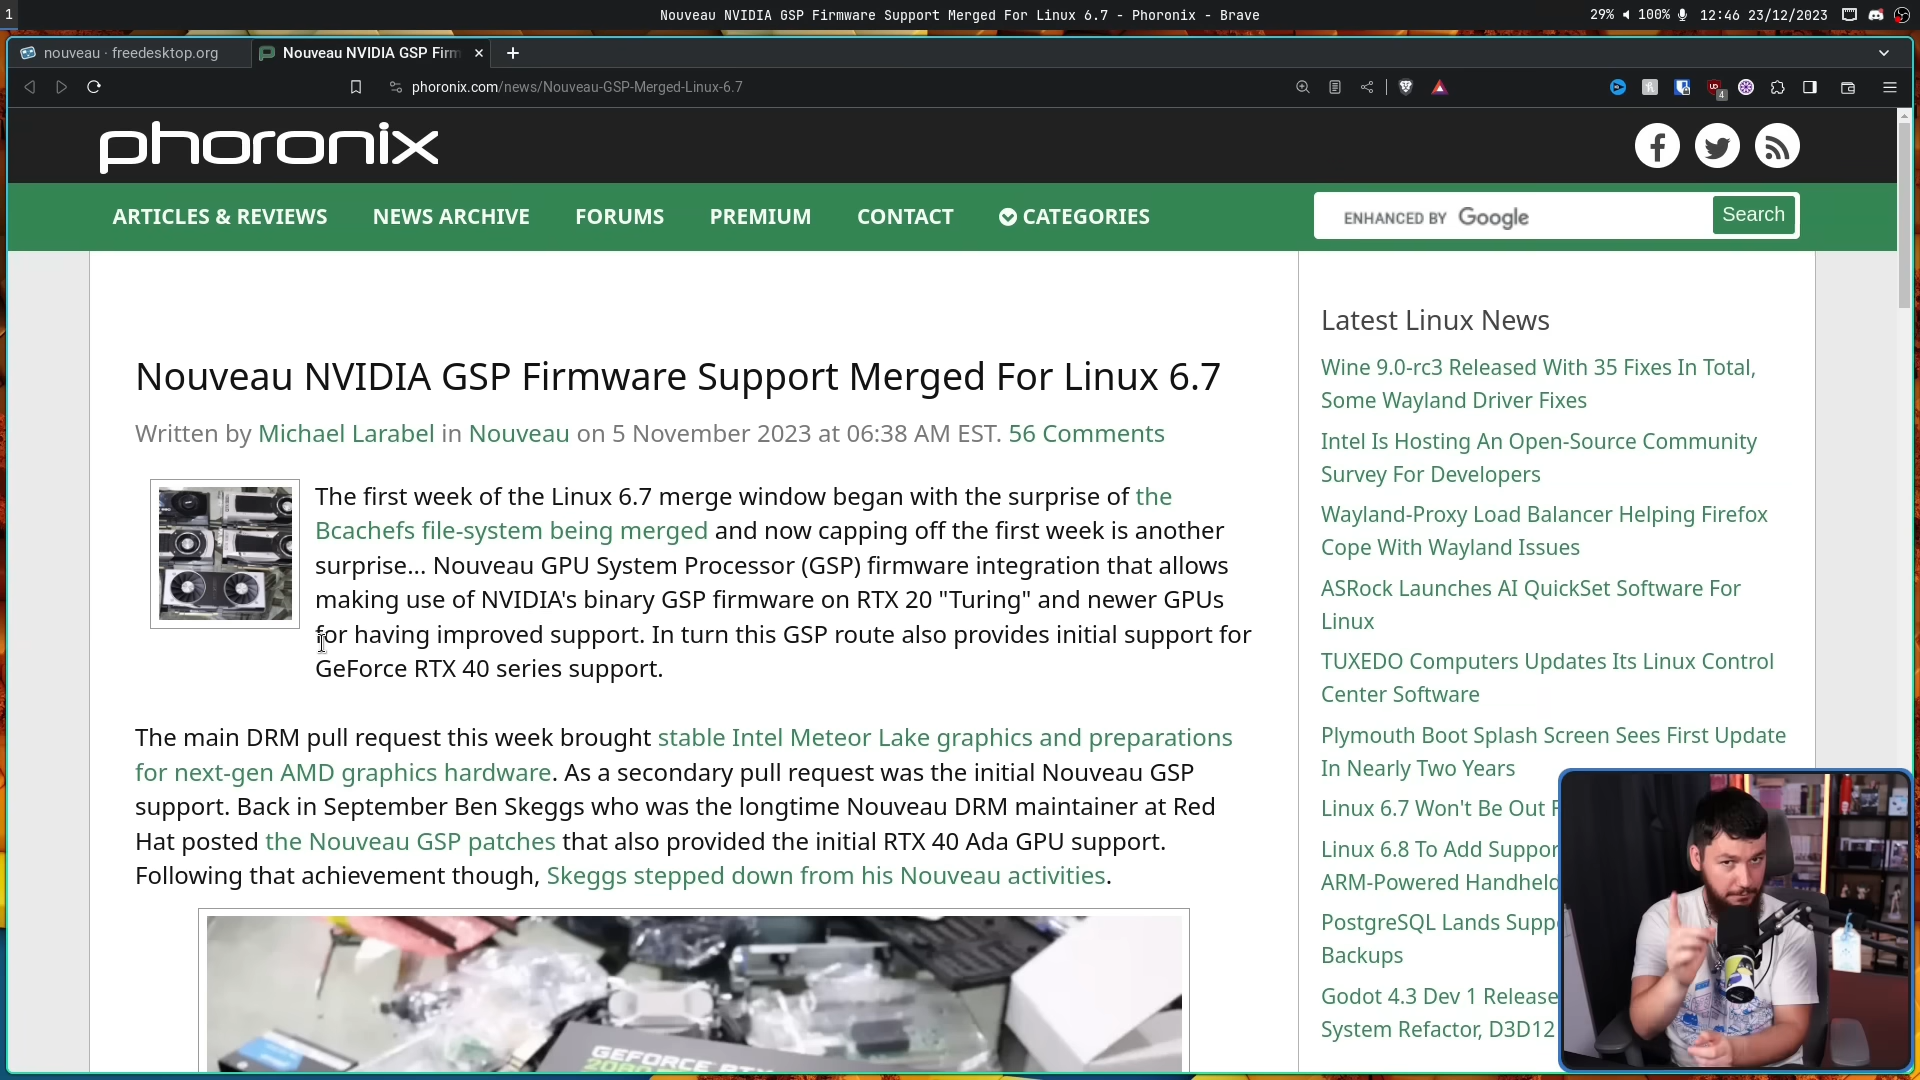 1
Nouveau NVIDIA GSP Firmware Support Merged For Linux 6.7 - Phoronix - Brave
29% 100% 12:46 23/12/2023
nouveau · freedesktop.org
Nouveau NVIDIA GSP Firm
phoronix.com/news/Nouveau-GSP-Merged-Linux-6.7
4
phoronix
ARTICLES & REVIEWS NEWS ARCHIVE FORUMS PREMIUM CONTACT CATEGORIES
ENHANCED BY Google
Search
Nouveau NVIDIA GSP Firmware Support Merged For Linux 6.7
Written by Michael Larabel in Nouveau on 5 November 2023 at 06:38 AM EST. 56 Comments
The first week of the Linux 6.7 merge window began with the surprise of the
Bcachefs file-system being merged and now capping off the first week is another
surprise... Nouveau GPU System Processor (GSP) firmware integration that allows
making use of NVIDIA's binary GSP firmware on RTX 20 "Turing" and newer GPUs
for having improved support. In turn this GSP route also provides initial support for
GeForce RTX 40 series support.
The main DRM pull request this week brought stable Intel Meteor Lake graphics and preparations
for next-gen AMD graphics hardware. As a secondary pull request was the initial Nouveau GSP
support. Back in September Ben Skeggs who was the longtime Nouveau DRM maintainer at Red
Hat posted the Nouveau GSP patches that also provided the initial RTX 40 Ada GPU support.
Following that achievement though, Skeggs stepped down from his Nouveau activities.
GEFORCE RTX
2080
Latest Linux News
Wine 9.0-rc3 Released With 35 Fixes In Total,
Some Wayland Driver Fixes
Intel Is Hosting An Open-Source Community
Survey For Developers
Wayland-Proxy Load Balancer Helping Firefox
Cope With Wayland Issues
ASRock Launches AI QuickSet Software For
Linux
TUXEDO Computers Updates Its Linux Control
Center Software
Plymouth Boot Splash Screen Sees First Update
In Nearly Two Years
Linux 6.7 Won't Be Out
Linux 6.8 To Add Suppor
ARM-Powered Handheld
PostgreSQL Lands Suppo
Backups
Godot 4.3 Dev 1 Release
System Refactor, D3D12